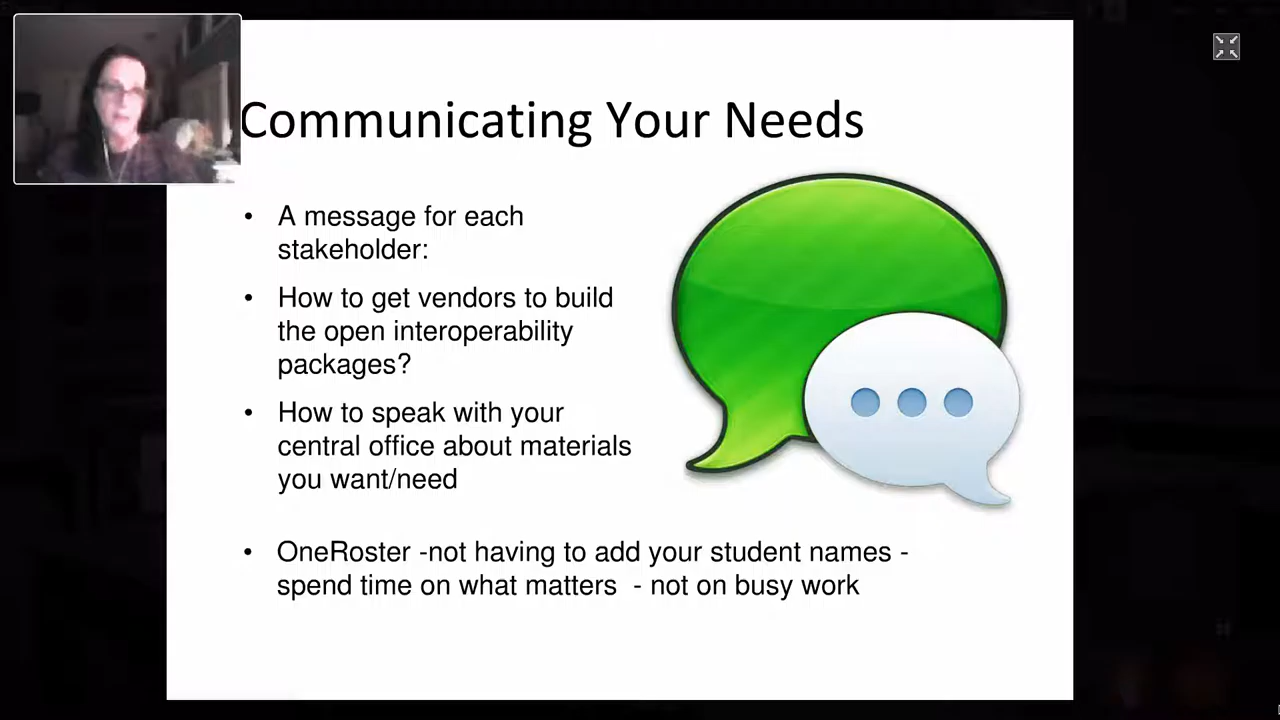 Communicating Your Needs
• A message for each
stakeholder:
• How to get vendors to build
the open interoperability
packages?
• How to speak with your
central office about materials
you want/need
• OneRoster -not having to add your student names -
spend time on what matters - not on busy work